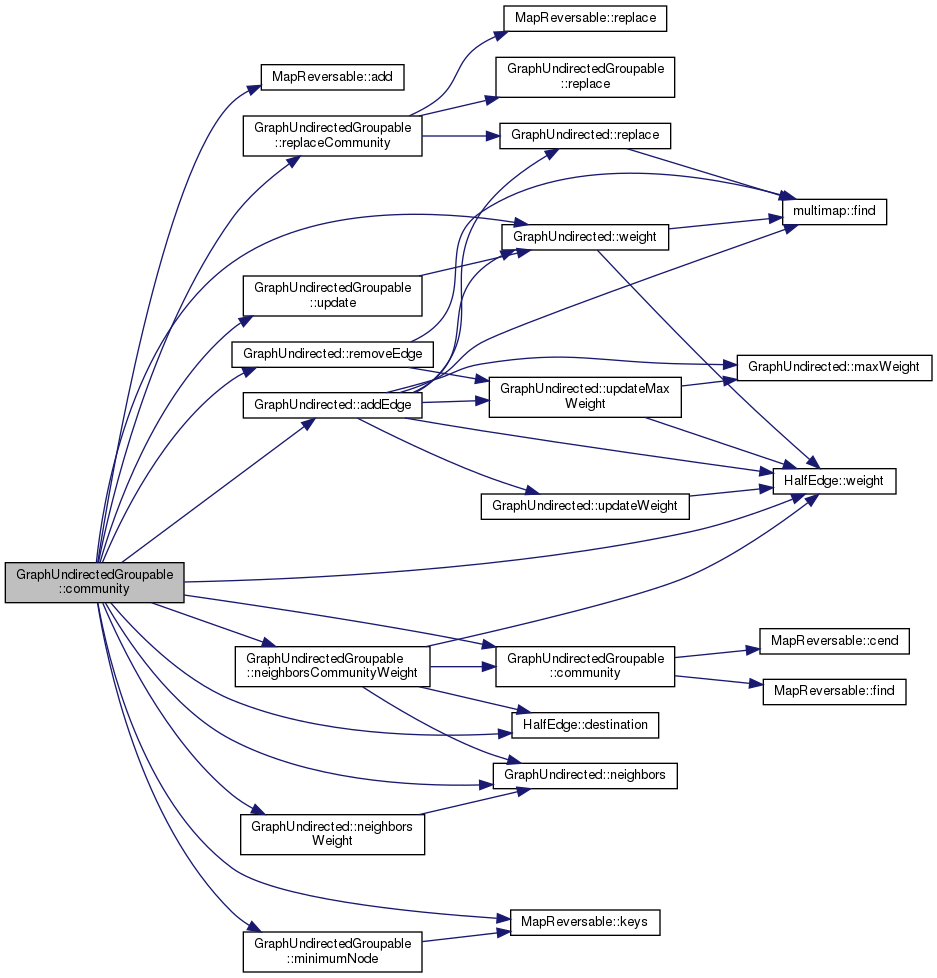 MapReversable::replace
GraphUndirectedGroupable
::replace
MapReversable::add
GraphUndirectedGroupable
::replaceCommunity
GraphUndirected::replace
multimap::find
GraphUndirected::weight
GraphUndirectedGroupable
::update
GraphUndirected::removeEdge
GraphUndirected::maxWeight
GraphUndirected::updateMax
Weight
GraphUndirected::addEdge
HalfEdge::weight
GraphUndirected::updateWeight
GraphUndirectedGroupable
::community
GraphUndirectedGroupable
::neighborsCommunityWeight
GraphUndirectedGroupable
::community
MapReversable::cend
MapReversable::find
HalfEdge::destination
GraphUndirected::neighbors
GraphUndirected::neighbors
Weight
MapReversable::keys
GraphUndirectedGroupable
::minimumNode